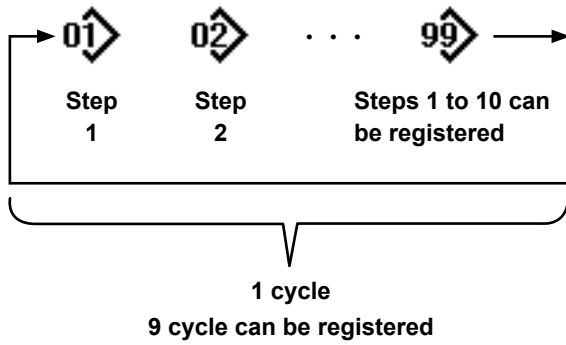 01 02 · · · 99
Step 1
Step 2
Steps 1 to 10 can
be registered
1 cycle
9 cycle can be registered